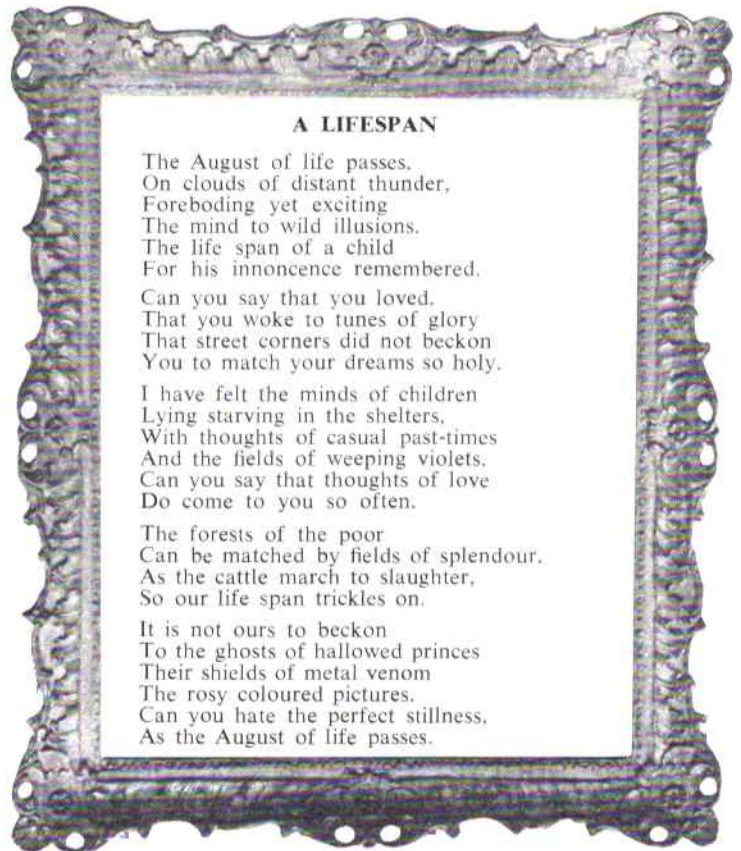 A LIFESPAN
The August of life passes.
On clouds of distant thunder,
Foreboding yet exciting
The mind to wild illusions.
The life span of a child
For his innoncence remembered.
Can you say that you loved.
That you woke to tunes of glory
That street corners did not beckon
You to match your dreams so holy.
I have felt the minds of children
Lying starving in the shelters,
With thoughts of casual past-times
And the fields of weeping violets.
Can you say that thoughts of love
Do come to you so often.
The forests of the poor
Can be matched by fields of splendour.
As the cattle march to slaughter,
So our life span trickles on.
It is not ours to beckon
To the ghosts of hallowed princes
Their shields of metal venom
The rosy coloured pictures.
Can you hate the perfect stillness,
As the August of life passes.